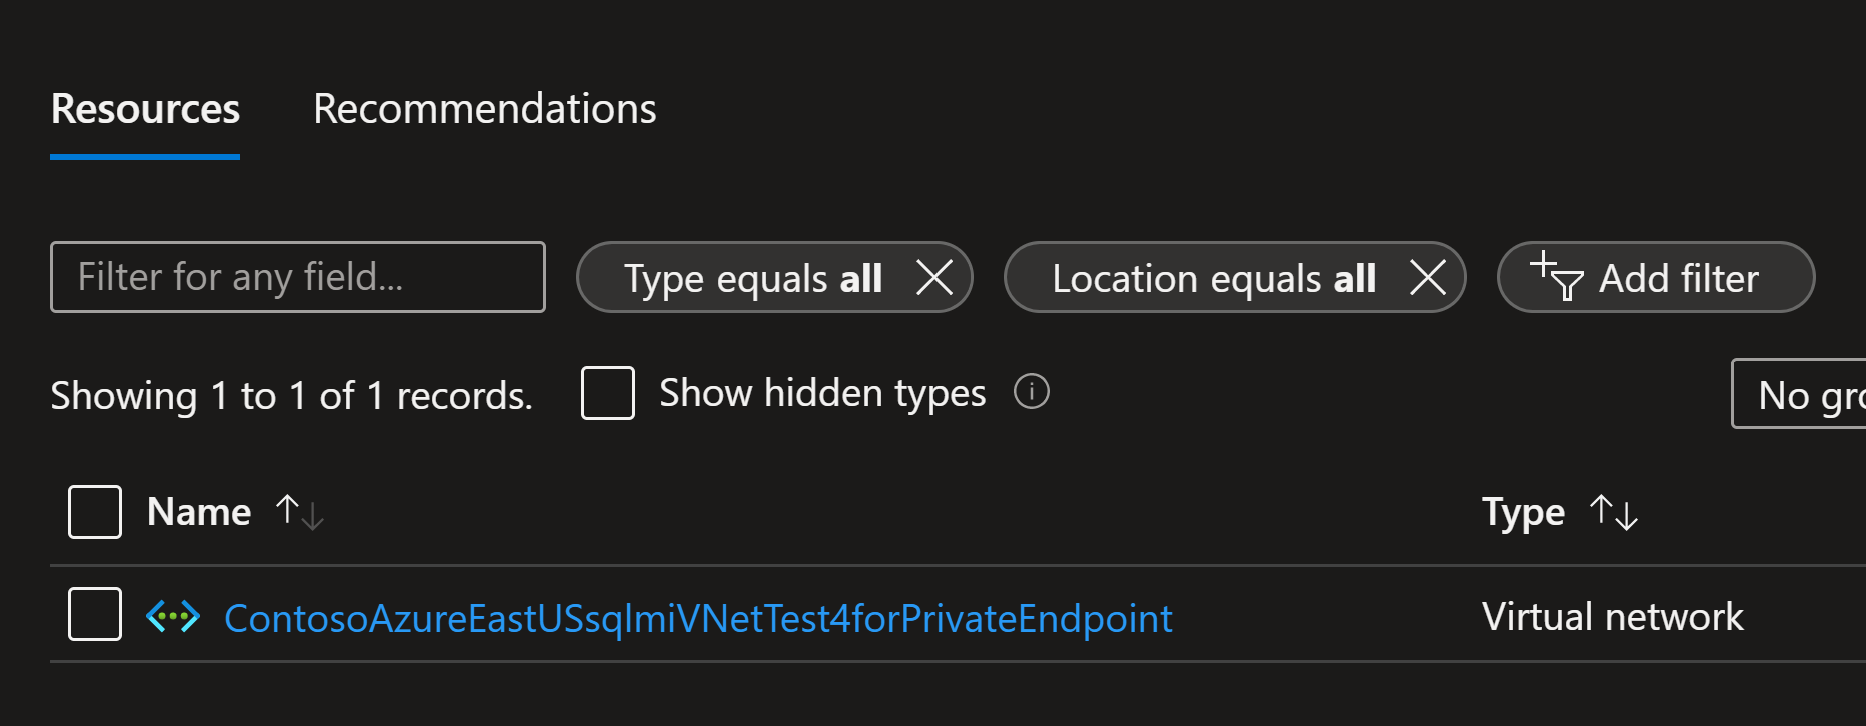 Resources Recommendations
Filter for any field... Type equals all Location equals all Add filter
Showing 1 to 1 of 1 records. Show hidden types No
Name Type
ContosoAzureEastUSsqlmiVNetTest4forPrivateEndpoint Virtual network